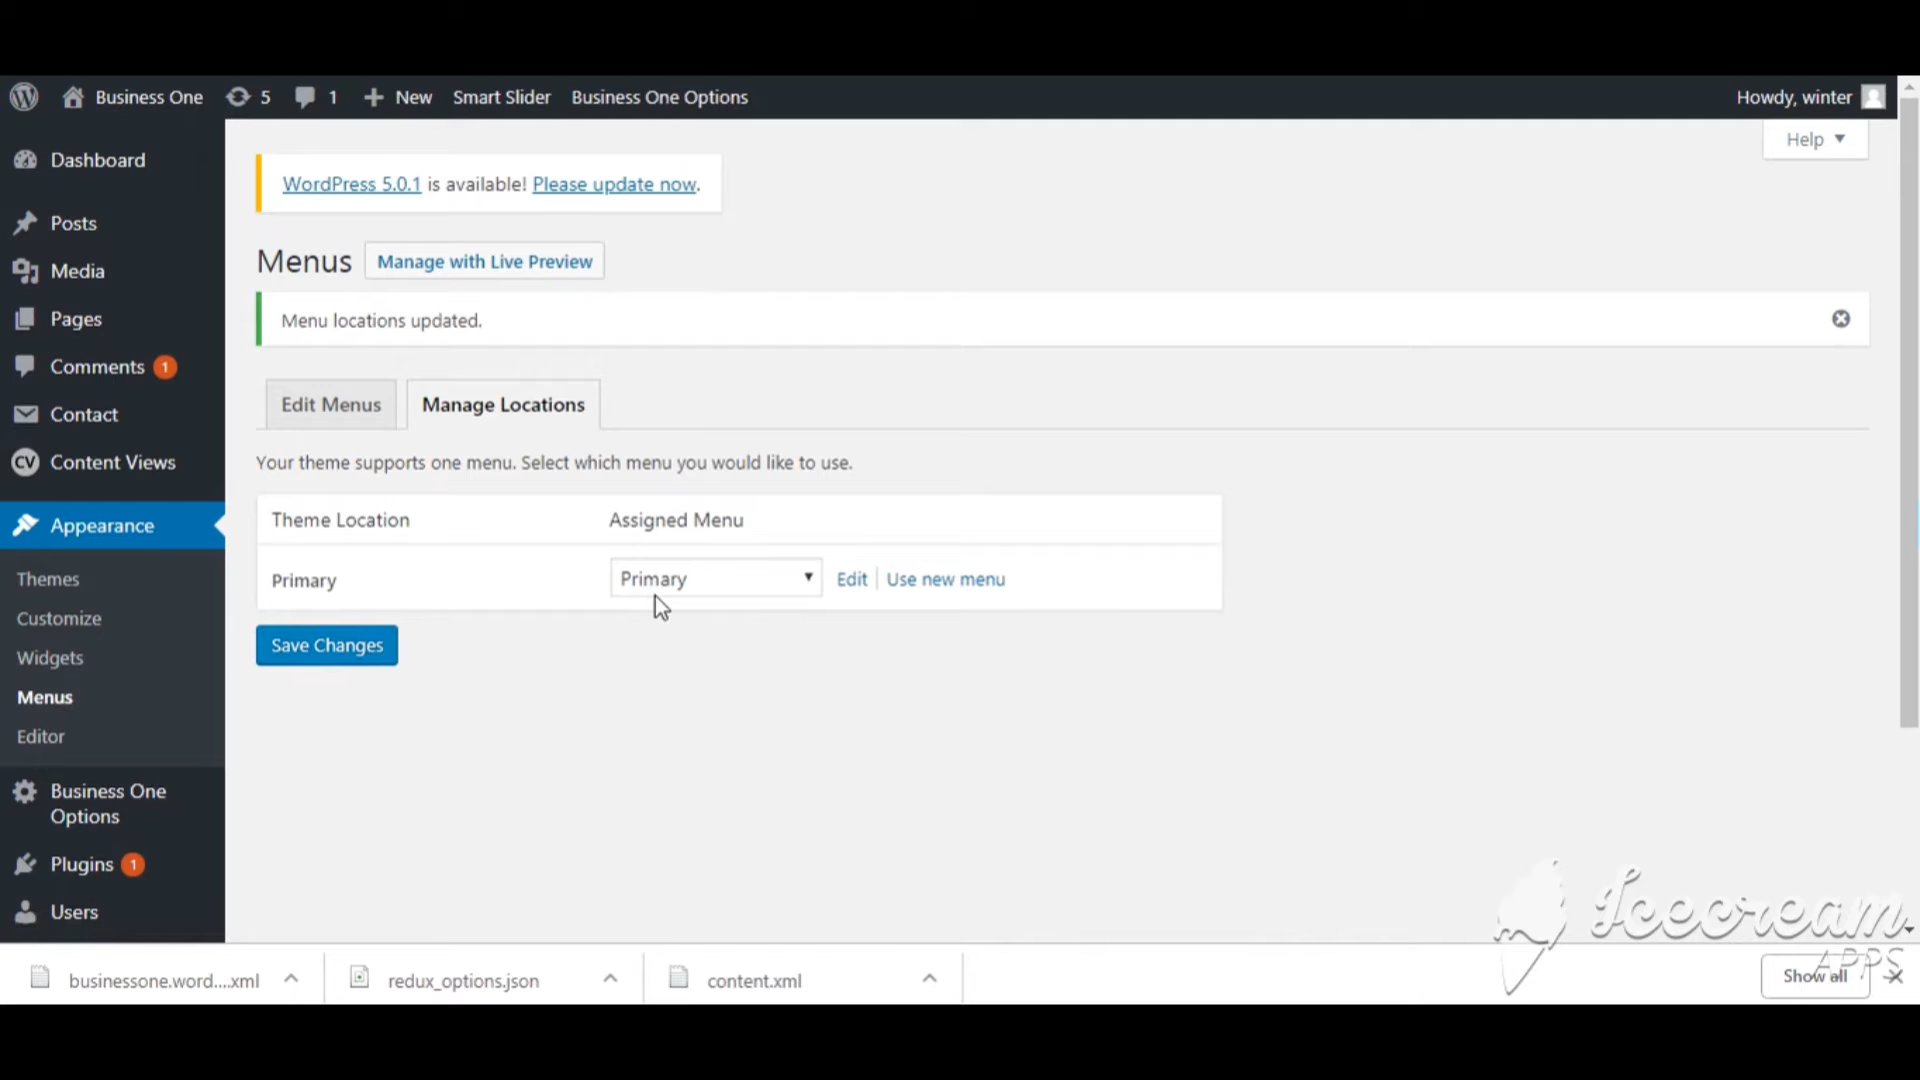 Business One 5 1 New Smart Slider Business One Options Howdy, winter
Help
Dashboard
Posts
Media
Pages
Comments 1
Contact
CV Content Views
Appearance
Themes
Customize
Widgets
Menus
Editor
Business One
Options
Plugins 1
Users
WordPress 5.0.1 is available! Please update now.
Menus Manage with Live Preview
Menu locations updated.
Edit Menus Manage Locations
Your theme supports one menu. Select which menu you would like to use.
Theme Location Assigned Menu
Primary Primary Edit Use new menu
Save Changes
Icecream
APPS
businessone.word....xml redux_options.json content.xml Show all